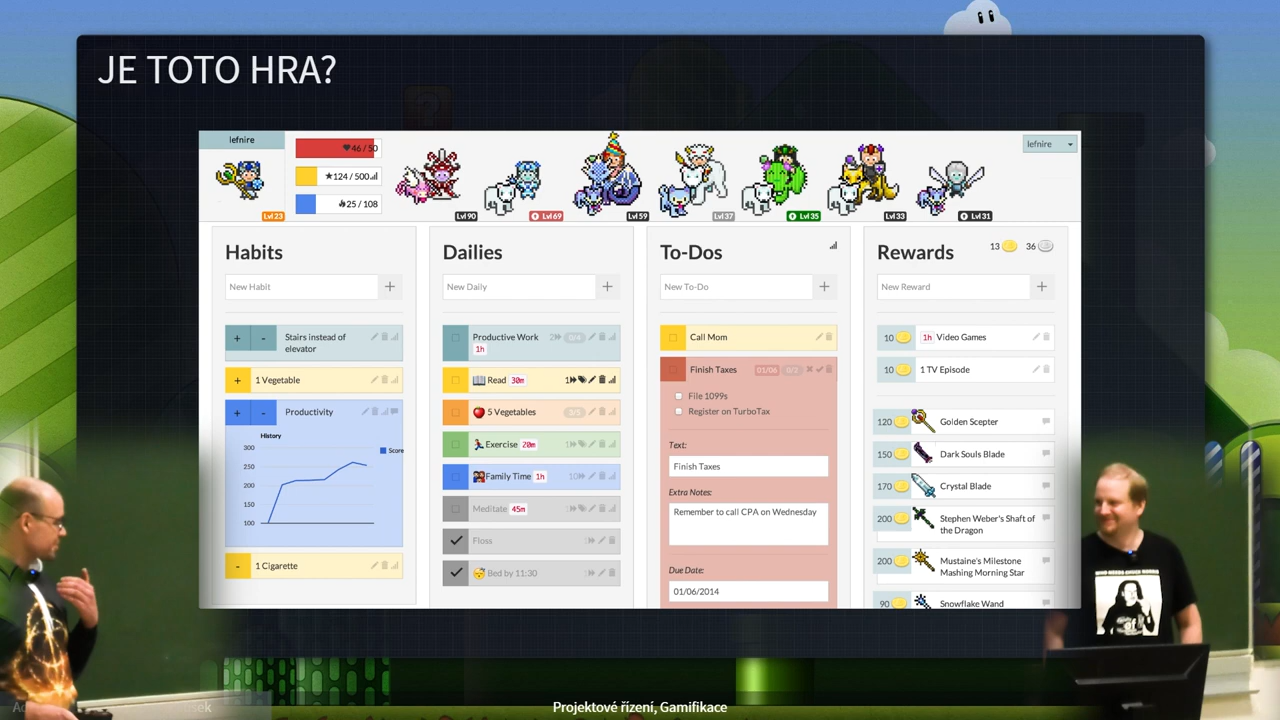 JE TOTO HRA?
lefnire
46 / 50
124 / 500
25 / 108
Lvl 23
Lvl 90
Lvl 69
Lvl 59
Lvl 37
Lvl 35
Lvl 33
Lvl 31
lefnire
Habits
New Habit
+
+ - Stairs instead of
elevator
+ 1 Vegetable
+ - Productivity
History
300
250
200
150
100
Score
- 1 Cigarette
Dailies
New Daily
+
Productive Work
1h
0/4
Read 30m
1
5 Vegetables
Exercise 20m
1
Family Time 1h
10
Meditate 45m
Floss
Bed by 11:30
To-Dos
New To-Do
+
Call Mom
Finish Taxes 01/06 0/2
File 1099s
Register on TurboTax
Text:
Finish Taxes
Extra Notes:
Remember to call CPA on Wednesday
Due Date:
01/06/2014
Rewards
13 36
New Reward
+
10 1h Video Games
10 1 TV Episode
120 Golden Scepter
150 Dark Souls Blade
170 Crystal Blade
200 Stephen Weber's Shaft of
the Dragon
200 Mustaine's Milestone
Mashing Morning Star
90 Snowflake Wand
Projektové řízení, Gamifikace